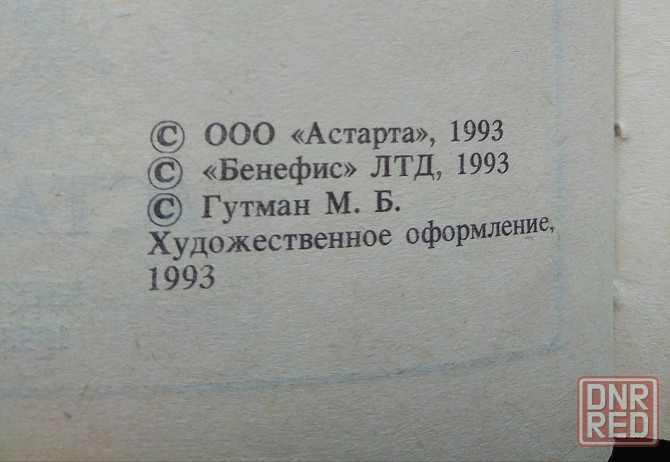 © ООО «Астарта», 1993
© «Бенефис» ЛТД, 1993
© Гутман М. Б.
Художественное оформление,
1993
DNR
RED